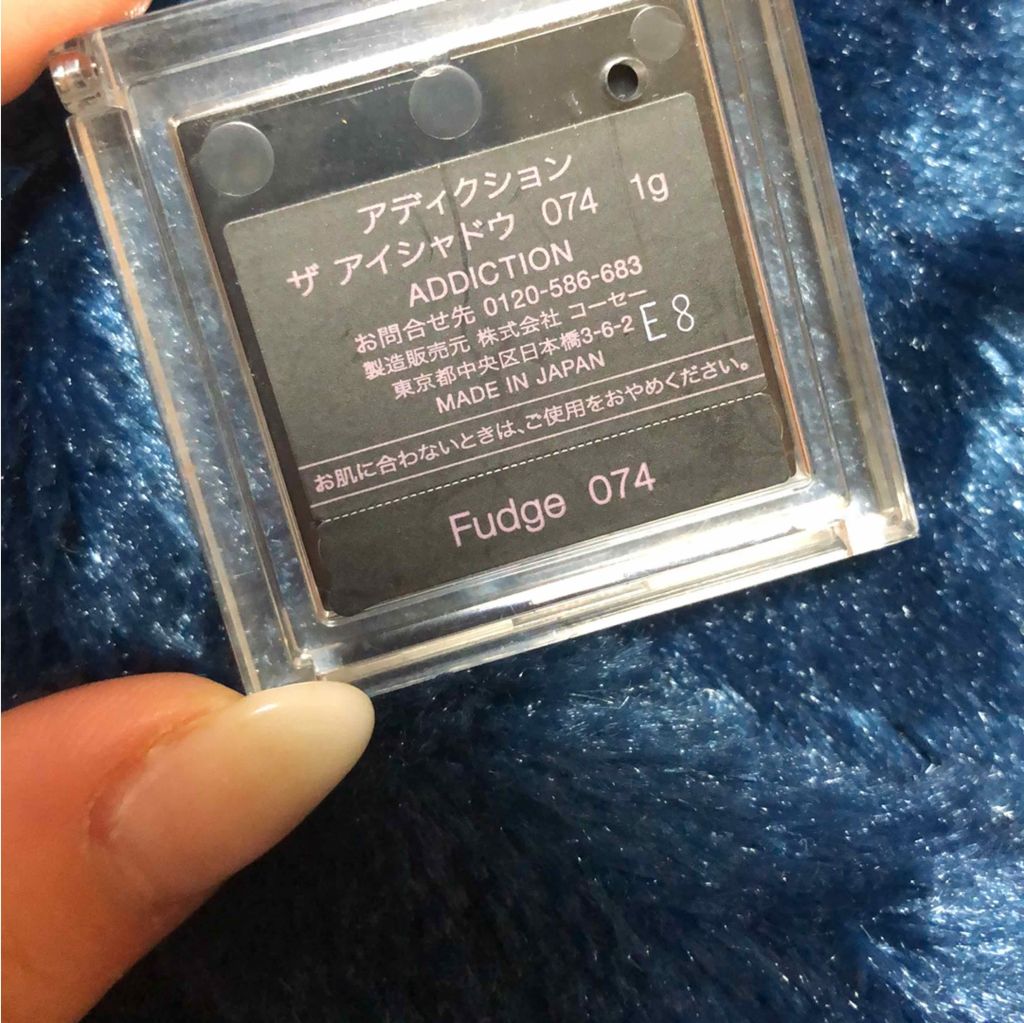 アディクション
ザ アイシャドウ 074 1g
ADDICTION
お問合せ先 0120-586-683
製造販売元 株式会社 コーセー
東京都中央区日本橋3-6-2 E8
MADE IN JAPAN
お肌に合わないときは、ご使用をおやめください。
Fudge 074